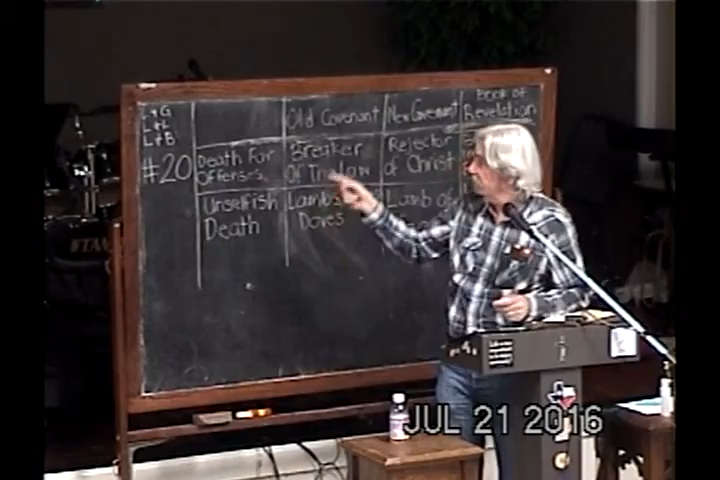 L+G
L+L
L+B
#20
Old Covenant
New Covenant
Book of
Revelation
Death for
Offenses
Breaker
Of
Law
Rejector
of Christ
Unselfish
Death
Lambs
Doves
Lamb of
TAMA
JUL 21 2016